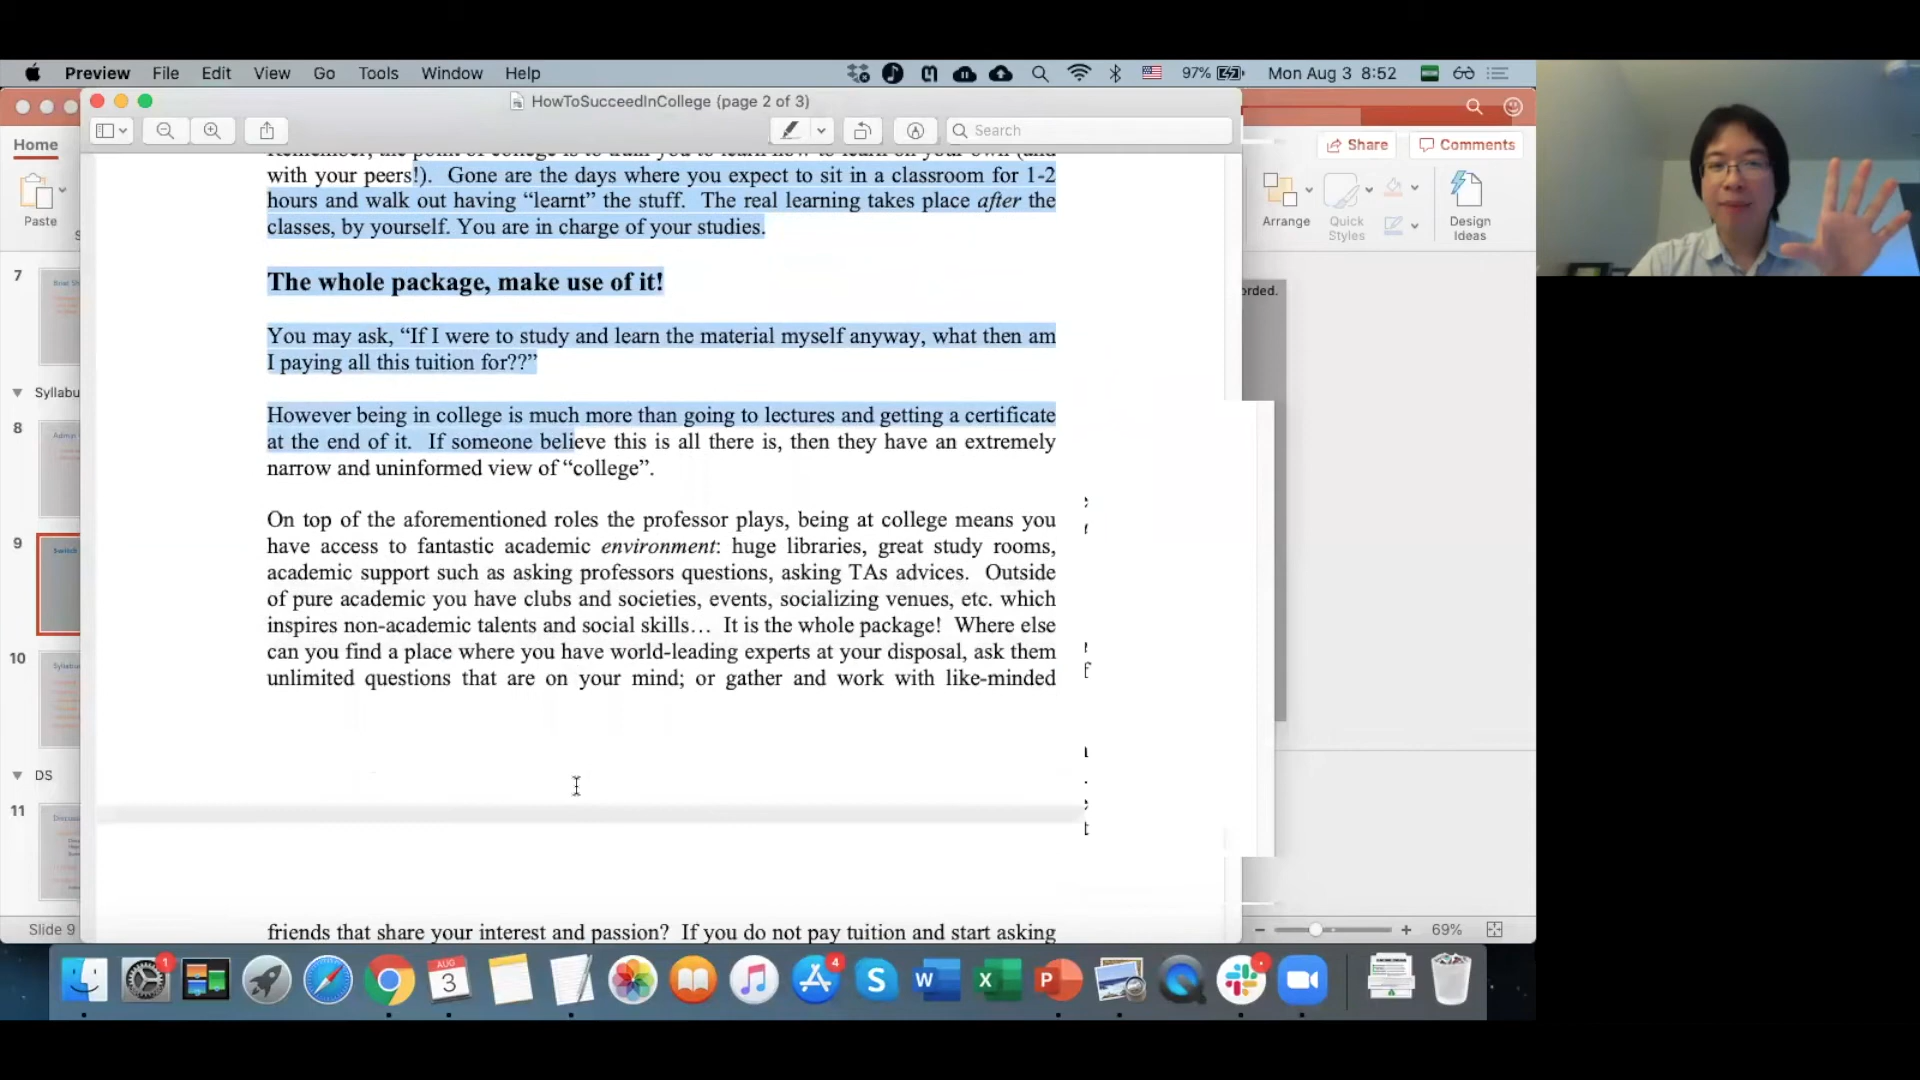 Preview File Edit View Go Tools Window Help 97% Mon Aug 3 8:52
HowToSucceedInCollege (page 2 of 3)
Search
Home
Paste
Share
Comments
Arrange
Quick Styles
Design Ideas
orded.
with your peers!). Gone are the days where you expect to sit in a classroom for 1-2
hours and walk out having “learnt” the stuff. The real learning takes place after the
classes, by yourself. You are in charge of your studies.
The whole package, make use of it!
You may ask, “If I were to study and learn the material myself anyway, what then am
I paying all this tuition for??”
However being in college is much more than going to lectures and getting a certificate
at the end of it. If someone believe this is all there is, then they have an extremely
narrow and uninformed view of “college”.
On top of the aforementioned roles the professor plays, being at college means you
have access to fantastic academic environment: huge libraries, great study rooms,
academic support such as asking professors questions, asking TAs advices. Outside
of pure academic you have clubs and societies, events, socializing venues, etc. which
inspires non-academic talents and social skills… It is the whole package! Where else
can you find a place where you have world-leading experts at your disposal, ask them
unlimited questions that are on your mind; or gather and work with like-minded
friends that share your interest and passion? If you do not pay tuition and start asking
7
Syllabu
8
9
Switch
10
DS
11
Slide 9
69%
AUG
3
1
4